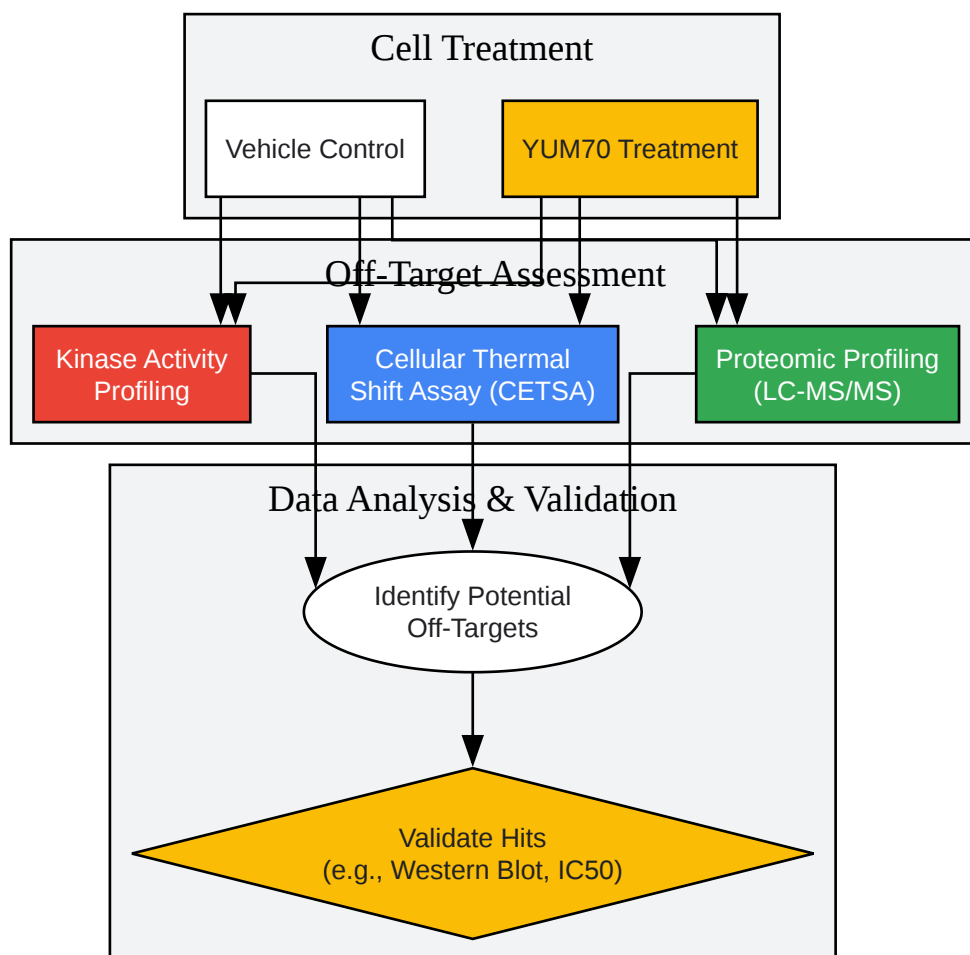 Cell Treatment
Vehicle Control
YUM70 Treatment
Off-Target Assessment
Kinase Activity
Profiling
Cellular Thermal
Shift Assay (CETSA)
Proteomic Profiling
(LC-MS/MS)
Data Analysis & Validation
Identify Potential
Off-Targets
Validate Hits
(e.g., Western Blot, IC50)